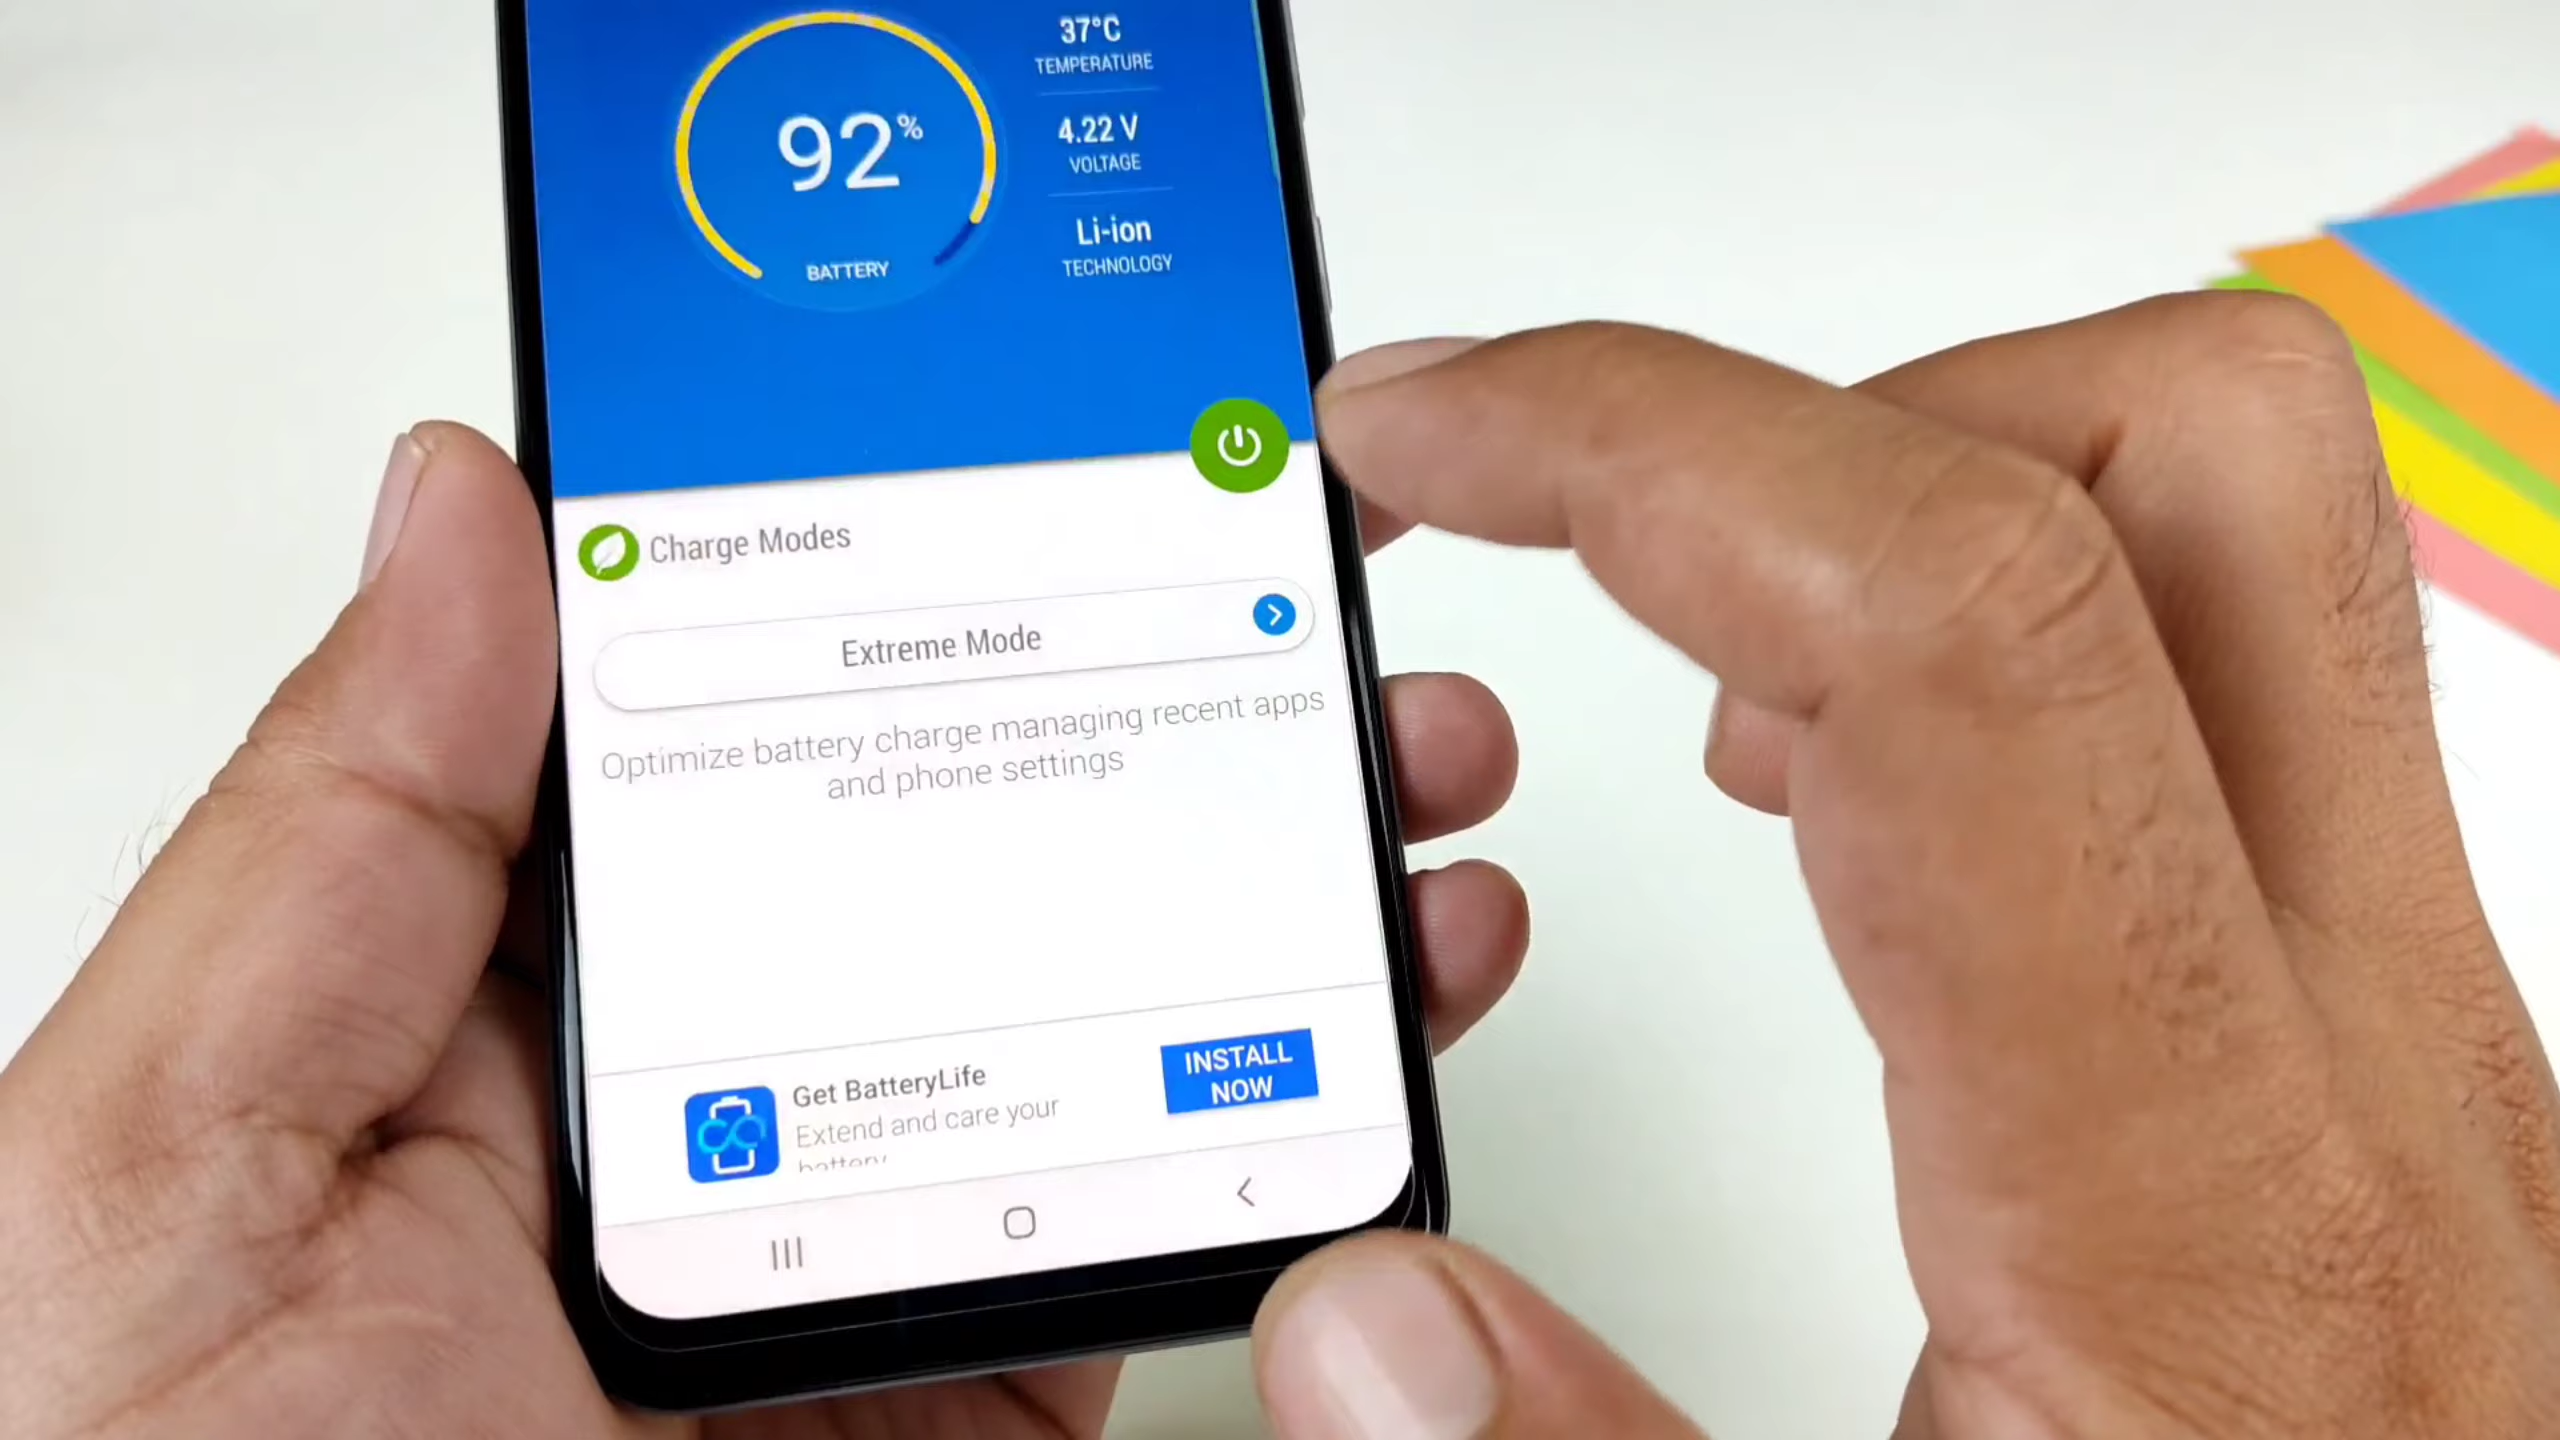 37°C
TEMPERATURE
92%
4.22 V
VOLTAGE
Li-ion
TECHNOLOGY
BATTERY
Charge Modes
Extreme Mode
Optimize battery charge managing recent apps
and phone settings
Get BatteryLife
Extend and care your
battery
INSTALL
NOW